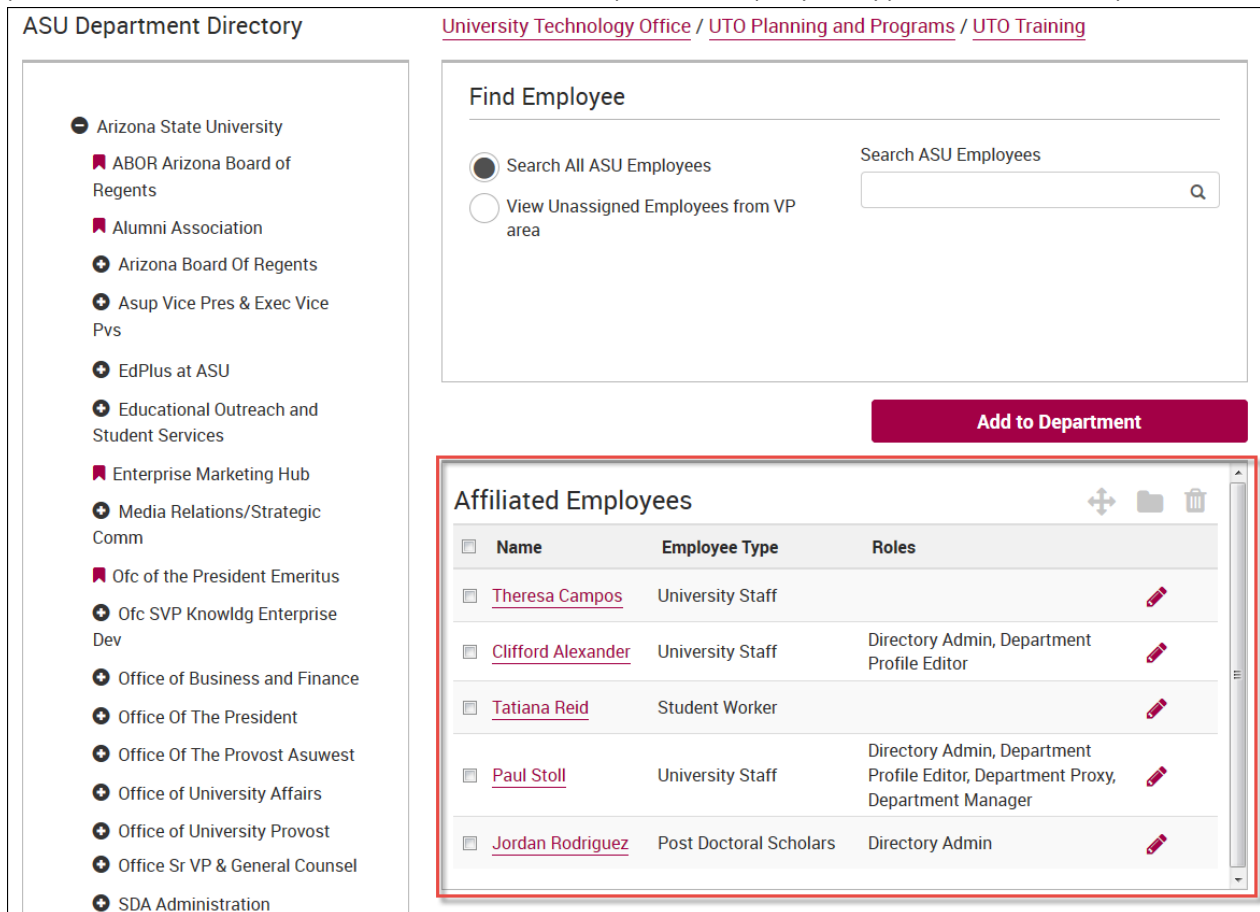 ASU Department Directory
University Technology Office / UTO Planning and Programs / UTO Training
Arizona State University
ABOR Arizona Board of
Regents
Alumni Association
Arizona Board Of Regents
Asup Vice Pres & Exec Vice
Pvs
EdPlus at ASU
Educational Outreach and
Student Services
Enterprise Marketing Hub
Media Relations/Strategic
Comm
Ofc of the President Emeritus
Ofc SVP Knowldg Enterprise
Dev
Office of Business and Finance
Office Of The President
Office Of The Provost Asuwest
Office of University Affairs
Office of University Provost
Office Sr VP & General Counsel
SDA Administration
Find Employee
Search All ASU Employees
View Unassigned Employees from VP
area
Search ASU Employees
Add to Department
Affiliated Employees
Name Employee Type Roles
Theresa Campos University Staff
Clifford Alexander University Staff Directory Admin, Department
Profile Editor
Tatiana Reid Student Worker
Paul Stoll University Staff Directory Admin, Department
Profile Editor, Department Proxy,
Department Manager
Jordan Rodriguez Post Doctoral Scholars Directory Admin